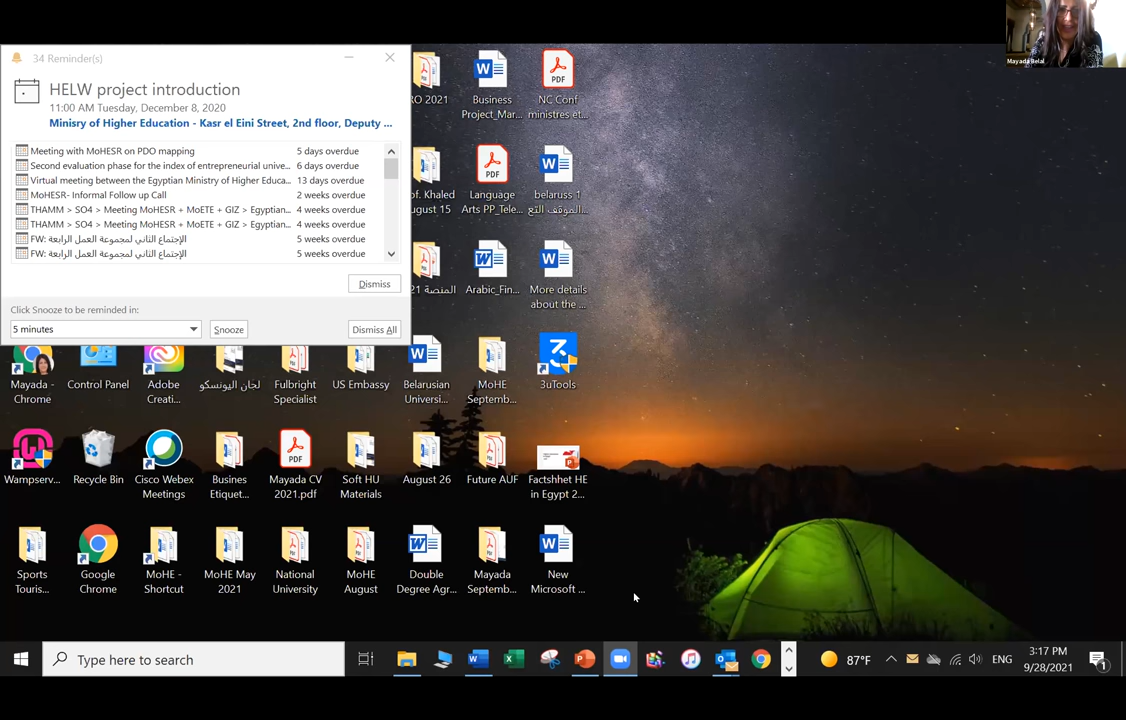 Mayada Belal
34 Reminder(s)
HELW project introduction
11:00 AM Tuesday, December 8, 2020
Minisry of Higher Education - Kasr el Eini Street, 2nd floor, Deputy ...
Meeting with MoHESR on PDO mapping 5 days overdue
Second evaluation phase for the index of entrepreneurial unive... 6 days overdue
Virtual meeting between the Egyptian Ministry of Higher Educa... 13 days overdue
MoHESR- Informal Follow up Call 2 weeks overdue
THAMM > SO4 > Meeting MoHESR + MoETE + GIZ > Egyptian... 4 weeks overdue
THAMM > SO4 > Meeting MoHESR + MoETE + GIZ > Egyptian... 4 weeks overdue
FW: الإجتماع الثاني لمجموعة العمل الرابعة 5 weeks overdue
FW: الإجتماع الثاني لمجموعة العمل الرابعة 5 weeks overdue
Dismiss
Click Snooze to be reminded in:
5 minutes
Snooze
Dismiss All
RO 2021
Business
Project_Mar...
NC Conf
ministres et...
of. Khaled
ugust 15
Language
Arts PP_Tele...
belaruss 1
الموقف التع...
المنصة 21
Arabic_Fin...
More details
about the ...
Mayada -
Chrome
Control Panel
Adobe
Creati...
لجان اليونسكو
Fulbright
Specialist
US Embassy
Belarusian
Universi...
MoHE
Septemb...
3uTools
Wampserv...
Recycle Bin
Cisco Webex
Meetings
Busines
Etiquet...
Mayada CV
2021.pdf
Soft HU
Materials
August 26
Future AUF
Factshhet HE
in Egypt 2...
Sports
Touris...
Google
Chrome
MoHE -
Shortcut
MoHE May
2021
National
University
MoHE
August
Double
Degree Agr...
Mayada
Septemb...
New
Microsoft ...
Type here to search
87°F
ENG
3:17 PM
9/28/2021
1